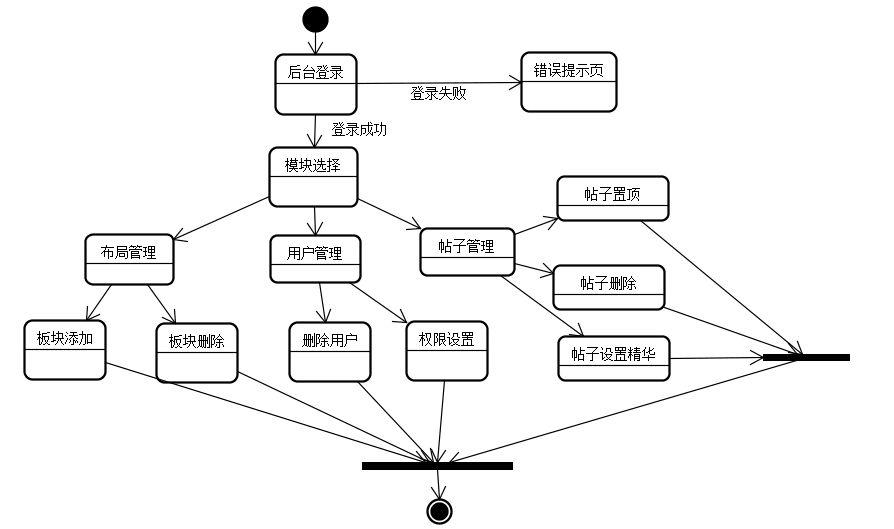 后台登录
错误提示页
登录失败
登录成功
模块选择
帖子置顶
布局管理
用户管理
帖子管理
帖子删除
板块添加
板块删除
删除用户
权限设置
帖子设置精华